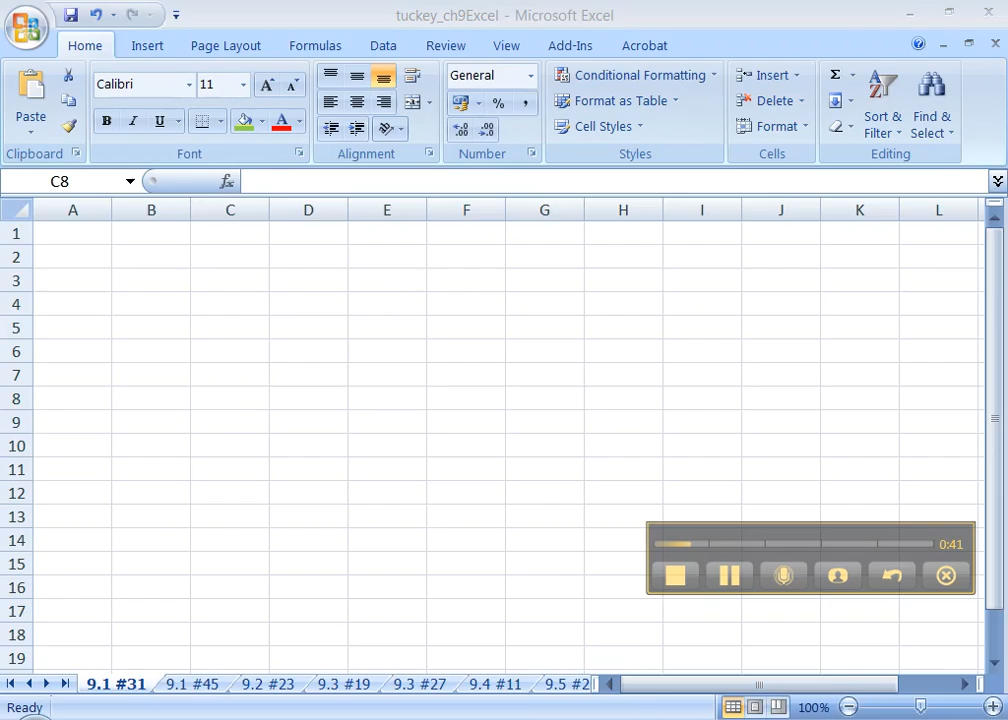 tuckey_ch9Excel - Microsoft Excel
Home Insert Page Layout Formulas Data Review View Add-Ins Acrobat
Calibri 11 General Conditional Formatting Insert Σ
Paste Format as Table Delete Sort & Filter Find & Select
B I U A % , Cell Styles Format
Clipboard Font Alignment Number Styles Cells Editing
C8 fx
A B C D E F G H I J K L
1
2
3
4
5
6
7
8
9
10
11
12
13
14 0:41
15
16
17
18
19
9.1 #31 9.1 #45 9.2 #23 9.3 #19 9.3 #27 9.4 #11 9.5 #2
Ready 100%